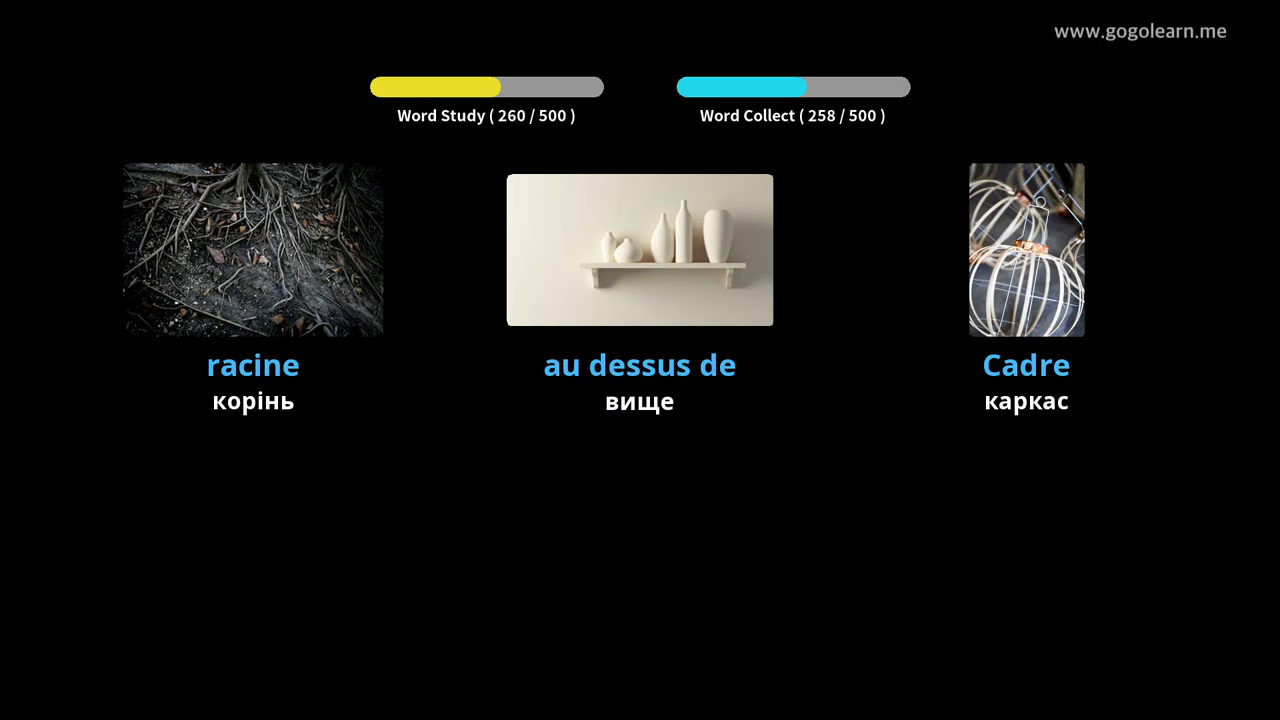 www.gogolearn.me
Word Study ( 260 / 500 )
Word Collect ( 258 / 500 )
racine
корінь
au dessus de
вище
Cadre
каркас